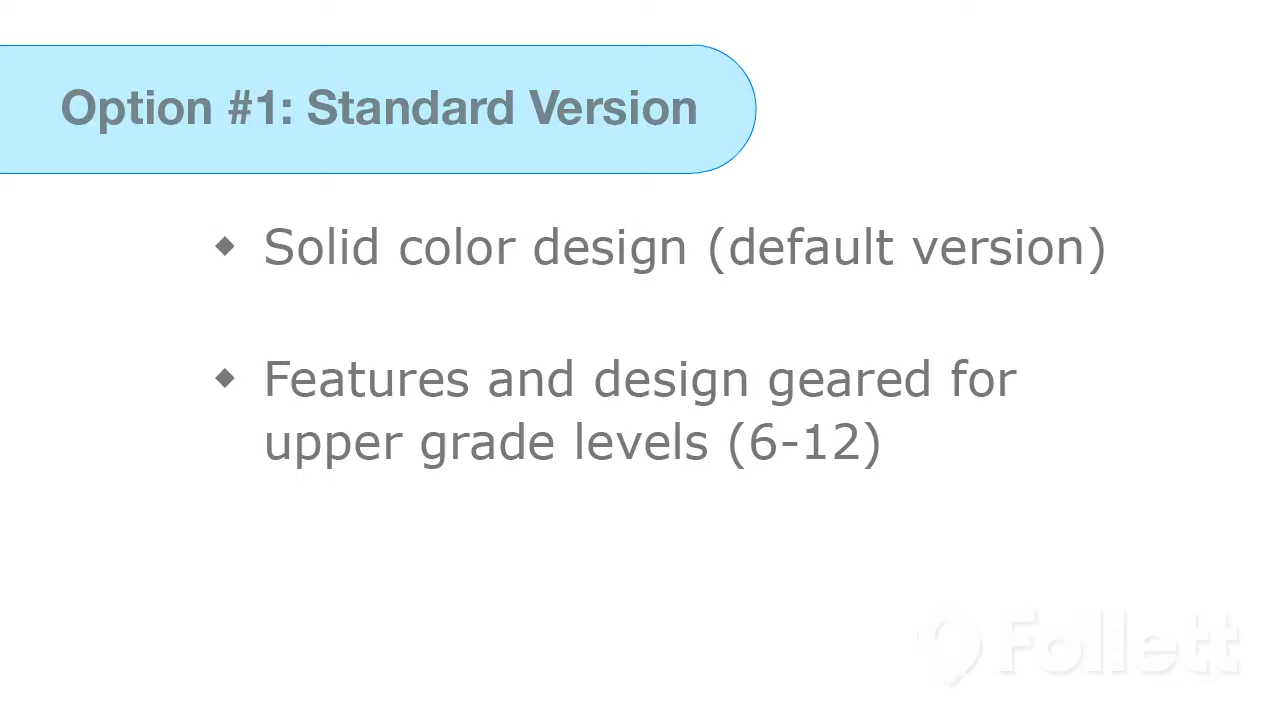 Option #1: Standard Version
◆ Solid color design (default version)
◆ Features and design geared for
upper grade levels (6-12)
Follett